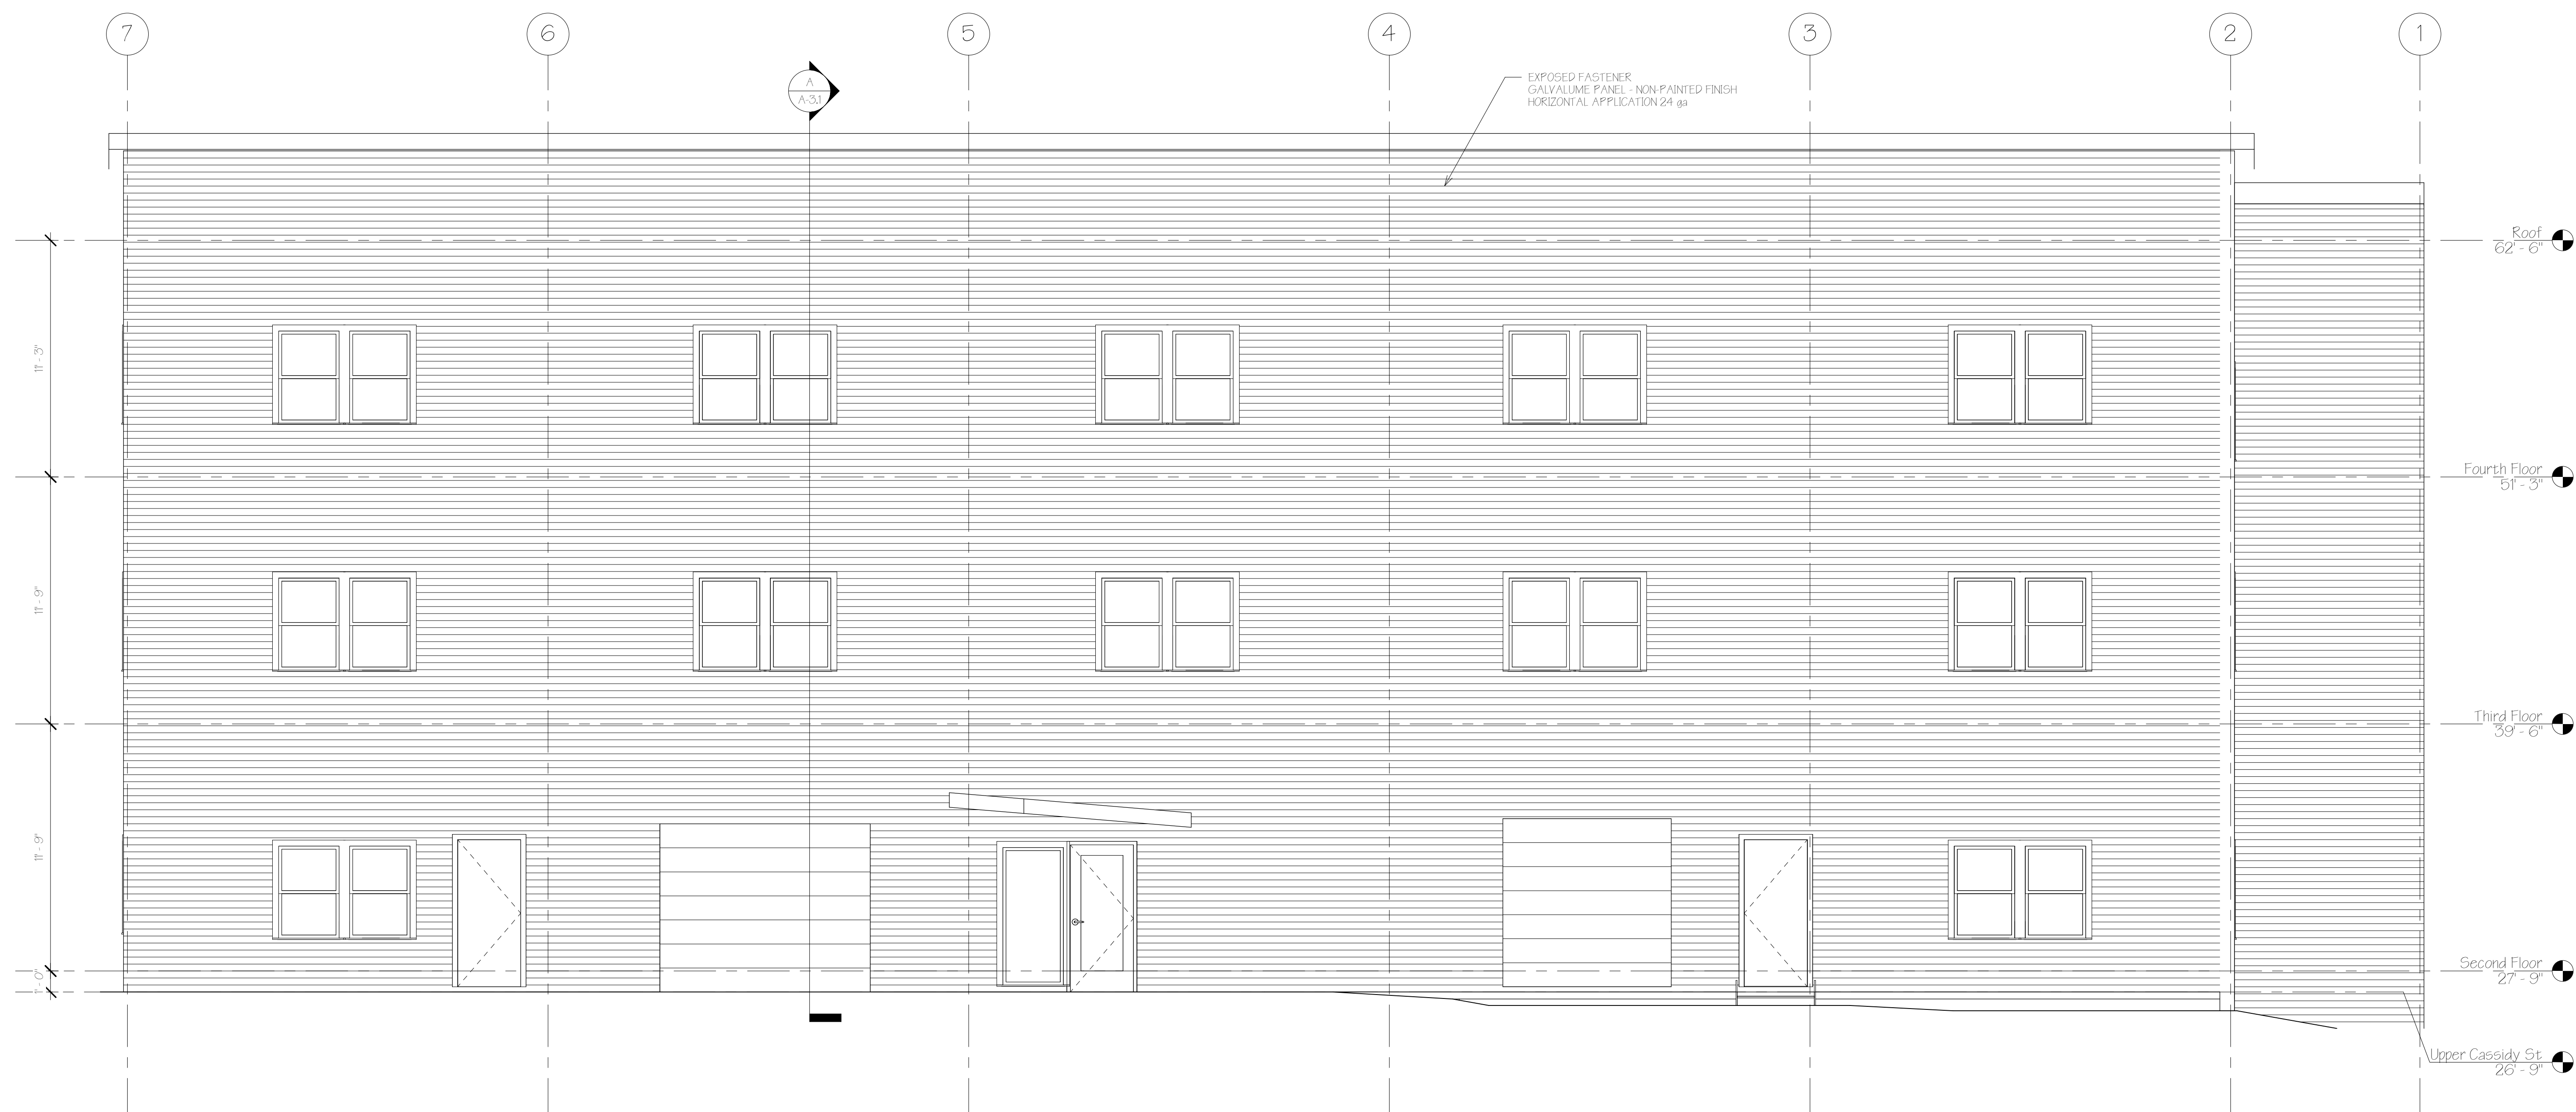 7 6 5 4 3 2 1
A
A-3.1
EXPOSED FASTENER
GALVALUME PANEL - NON-PAINTED FINISH
HORIZONTAL APPLICATION 24 ga
Roof
62' - 6"
11' - 3"
Fourth Floor
51' - 3"
11' - 9"
Third Floor
39' - 6"
11' - 9"
Second Floor
27' - 9"
1' - 0"
Upper Cassidy St
26' - 9"